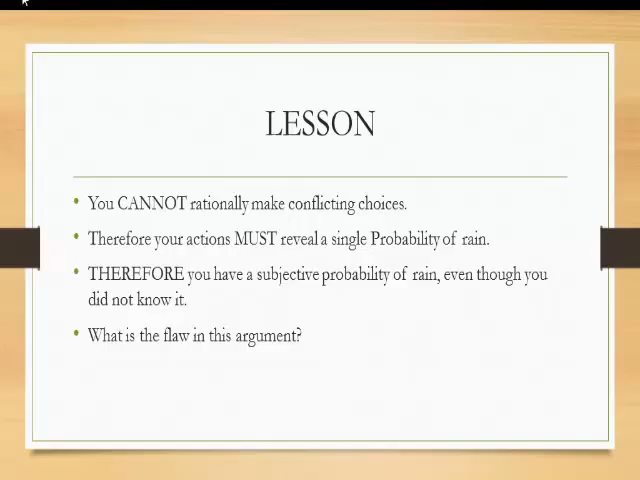 LESSON
• You CANNOT rationally make conflicting choices.
• Therefore your actions MUST reveal a single Probability of rain.
• THEREFORE you have a subjective probability of rain, even though you
did not know it.
• What is the flaw in this argument?